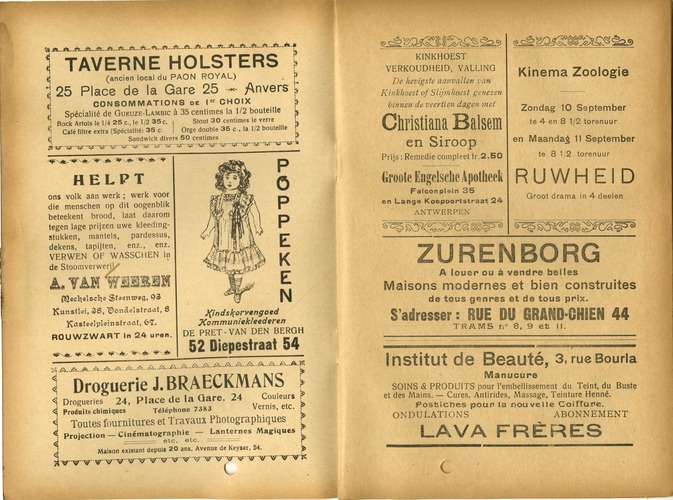 TAVERNE HOLSTERS
(ancien local du PAON ROYAL)
25 Place de la Gare 25 - Anvers
CONSOMMATIONS DE 1er CHOIX
Spécialité de GUEUZE-LAMBIC à 35 centimes la 1/2 bouteille
Bock Artois le 1/4 25 c., le 1/2 35 c. Stout 30 centimes le verre
Café filtre extra (Spécialité) 35 c. Orge double 35 c., la 1/2 bouteille
Sandwich divers 50 centimes
HELPT
ons volk aan werk; werk voor
die menschen op dit oogenblik
beteekent brood, laat daarom
tegen lage prijzen uwe kleeding-
stukken, mantels, pardessus,
dekens, tapijten, enz., enz.
VERWEN OF WASSCHEN in
de Stoomververij
A. VAN WEEREN
Mechelsche Steenweg, 93
Kunstlei, 38, Vondelstraat, 8
Kasteelpleinstraat, 67.
ROUWZWART in 24 uren.
POPPEKEN
Kindskorvengoed
Kommuniekleederen
DE PRET-VAN DEN BERGH
52 Diepestraat 54
Droguerie J. BRAECKMANS
Drogueries 24, Place de la Gare, 24 Couleurs
Produits chimiques Téléphone 7383 Vernis, etc.
Toutes fournitures et Travaux Photographiques
Projection — Cinématographie — Lanternes Magiques
etc, etc.
Maison existant depuis 20 ans, Avenue de Keyser, 54.
KINKHOEST
VERKOUDHEID, VALLING
De hevigste aanvallen van
Kinkhoest of Slijmhoest genezen
binnen de veertien dagen met
Christiana Balsem
en Siroop
Prijs: Remedie compleet fr. 2.50
Groote Engelsche Apotheek
Falconplein 35
en Lange Koepoortstraat 24
ANTWERPEN
Kinema Zoologie
Zondag 10 September
te 4 en 8 1/2 torenuur
en Maandag 11 September
te 8 1/2 torenuur
RUWHEID
Groot drama in 4 deelen
ZURENBORG
A louer ou à vendre belles
Maisons modernes et bien construites
de tous genres et de tous prix.
S'adresser: RUE DU GRAND-CHIEN 44
TRAMS nos 8, 9 et 11.
Institut de Beauté, 3, rue Bourla
Manucure
SOINS & PRODUITS pour l'embellisement du Teint, du Buste
et des Mains. — Cures, Antirides, Massage, Teinture Henné.
Postiches pour la nouvelle Coiffure.
ONDULATIONS ABONNEMENT
LAVA FRÈRES